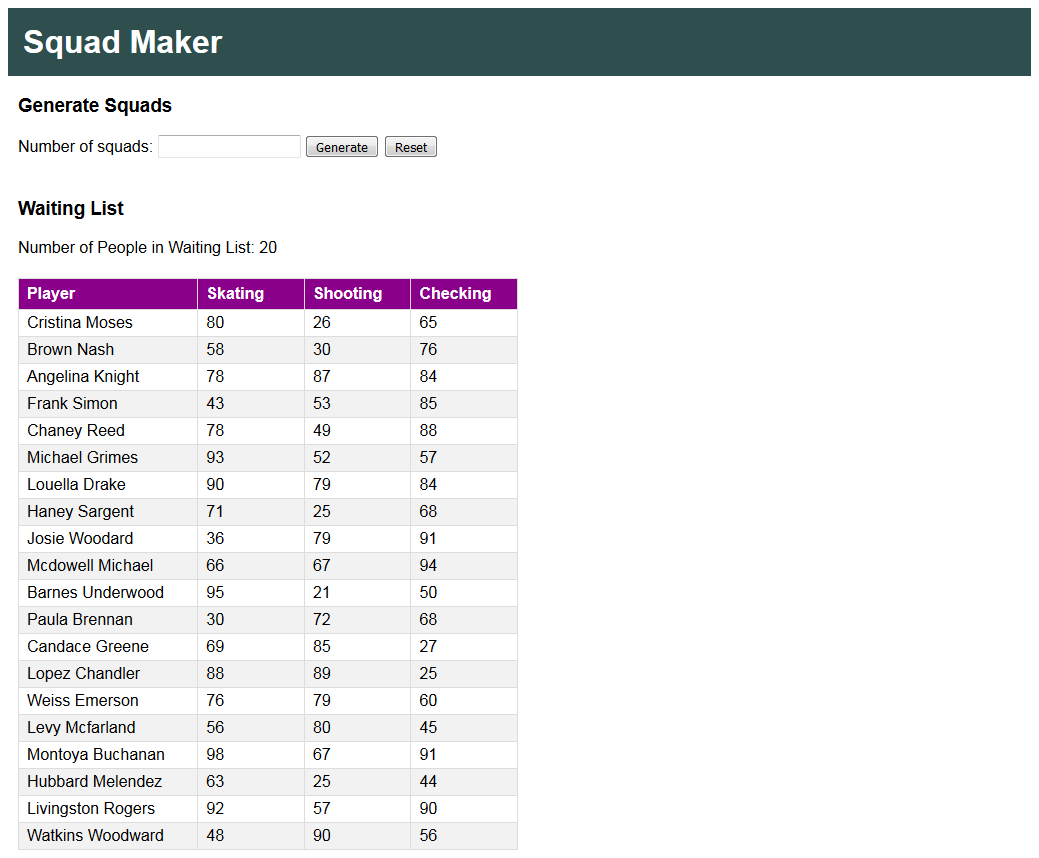 Squad Maker
Generate Squads
Number of squads: Generate Reset
Waiting List
Number of People in Waiting List: 20
Player Skating Shooting Checking
Cristina Moses 80 26 65
Brown Nash 58 30 76
Angelina Knight 78 87 84
Frank Simon 43 53 85
Chaney Reed 78 49 88
Michael Grimes 93 52 57
Louella Drake 90 79 84
Haney Sargent 71 25 68
Josie Woodard 36 79 91
Mcdowell Michael 66 67 94
Barnes Underwood 95 21 50
Paula Brennan 30 72 68
Candace Greene 69 85 27
Lopez Chandler 88 89 25
Weiss Emerson 76 79 60
Levy Mcfarland 56 80 45
Montoya Buchanan 98 67 91
Hubbard Melendez 63 25 44
Livingston Rogers 92 57 90
Watkins Woodward 48 90 56